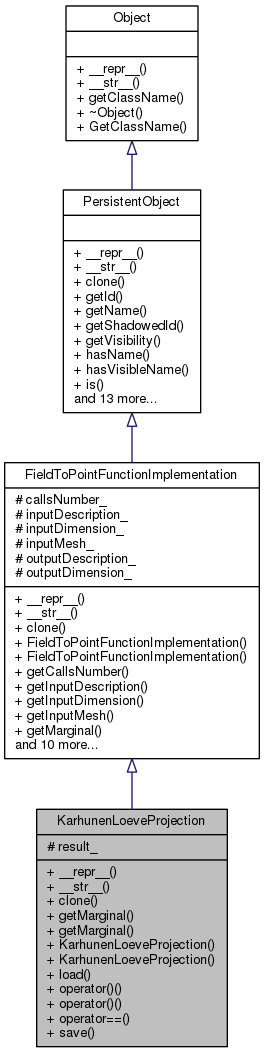 Object
+ __repr__()
+ __str__()
+ getClassName()
+ ~Object()
+ GetClassName()
PersistentObject
+ __repr__()
+ __str__()
+ clone()
+ getId()
+ getName()
+ getShadowedId()
+ getVisibility()
+ hasName()
+ hasVisibleName()
+ is()
and 13 more...
FieldToPointFunctionImplementation
# callsNumber_
# inputDescription_
# inputDimension_
# inputMesh_
# outputDescription_
# outputDimension_
+ __repr__()
+ __str__()
+ clone()
+ FieldToPointFunctionImplementation()
+ FieldToPointFunctionImplementation()
+ getCallsNumber()
+ getInputDescription()
+ getInputDimension()
+ getInputMesh()
+ getMarginal()
and 10 more...
KarhunenLoeveProjection
# result_
+ __repr__()
+ __str__()
+ clone()
+ getMarginal()
+ getMarginal()
+ KarhunenLoeveProjection()
+ KarhunenLoeveProjection()
+ load()
+ operator()()
+ operator()()
+ operator==()
+ save()